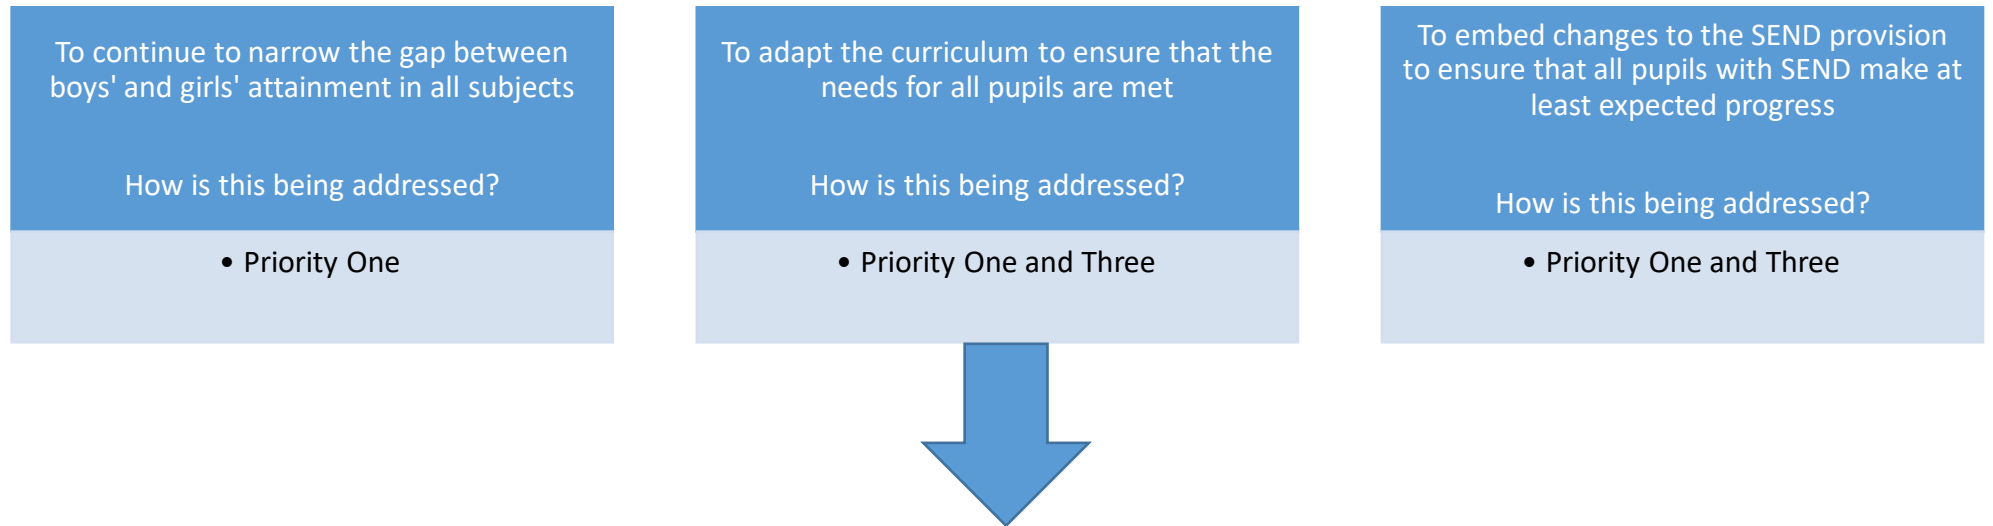 To continue to narrow the gap between
boys' and girls' attainment in all subjects
How is this being addressed?
• Priority One
To adapt the curriculum to ensure that the
needs for all pupils are met
How is this being addressed?
• Priority One and Three
To embed changes to the SEND provision
to ensure that all pupils with SEND make at
least expected progress
How is this being addressed?
• Priority One and Three